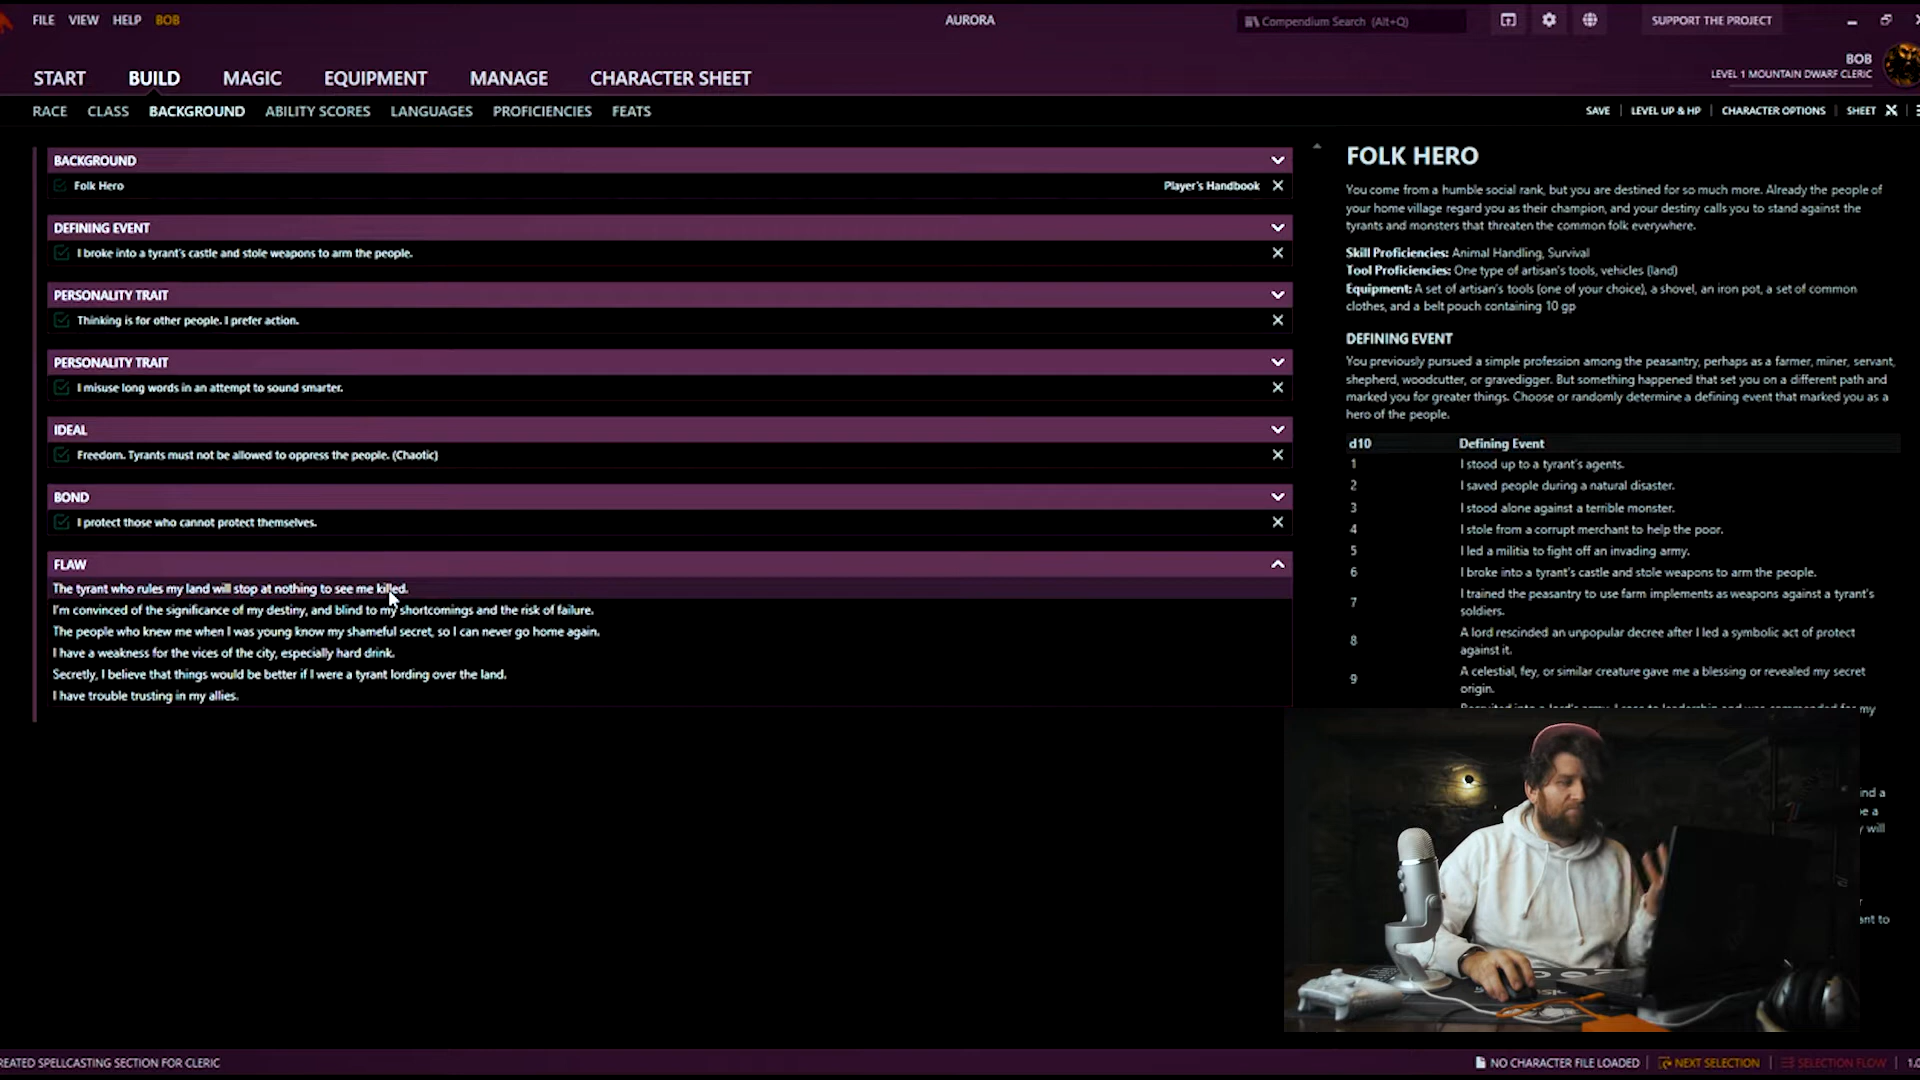 FILE VIEW HELP BOB
AURORA
Compendium Search (Alt+Q)
SUPPORT THE PROJECT
START BUILD MAGIC EQUIPMENT MANAGE CHARACTER SHEET
BOB
LEVEL 1 MOUNTAIN DWARF CLERIC
RACE CLASS BACKGROUND ABILITY SCORES LANGUAGES PROFICIENCIES FEATS
SAVE | LEVEL UP & HP | CHARACTER OPTIONS | SHEET
BACKGROUND
Folk Hero Player's Handbook
DEFINING EVENT
I broke into a tyrant's castle and stole weapons to arm the people.
PERSONALITY TRAIT
Thinking is for other people. I prefer action.
PERSONALITY TRAIT
I misuse long words in an attempt to sound smarter.
IDEAL
Freedom. Tyrants must not be allowed to oppress the people. (Chaotic)
BOND
I protect those who cannot protect themselves.
FLAW
The tyrant who rules my land will stop at nothing to see me killed.
I'm convinced of the significance of my destiny, and blind to my shortcomings and the risk of failure.
The people who knew me when I was young know my shameful secret, so I can never go home again.
I have a weakness for the vices of the city, especially hard drink.
Secretly, I believe that things would be better if I were a tyrant lording over the land.
I have trouble trusting in my allies.
FOLK HERO
You come from a humble social rank, but you are destined for so much more. Already the people of
your home village regard you as their champion, and your destiny calls you to stand against the
tyrants and monsters that threaten the common folk everywhere.
Skill Proficiencies: Animal Handling, Survival
Tool Proficiencies: One type of artisan's tools, vehicles (land)
Equipment: A set of artisan's tools (one of your choice), a shovel, an iron pot, a set of common
clothes, and a belt pouch containing 10 gp
DEFINING EVENT
You previously pursued a simple profession among the peasantry, perhaps as a farmer, miner, servant,
shepherd, woodcutter, or gravedigger. But something happened that set you on a different path and
marked you for greater things. Choose or randomly determine a defining event that marked you as a
hero of the people.
d10 Defining Event
1 I stood up to a tyrant's agents.
2 I saved people during a natural disaster.
3 I stood alone against a terrible monster.
4 I stole from a corrupt merchant to help the poor.
5 I led a militia to fight off an invading army.
6 I broke into a tyrant's castle and stole weapons to arm the people.
7 I trained the peasantry to use farm implements as weapons against a tyrant's
soldiers.
8 A lord rescinded an unpopular decree after I led a symbolic act of protect
against it.
9 A celestial, fey, or similar creature gave me a blessing or revealed my secret
origin.
Recruited into a lord's army, I rose to leadership and was commended for my
will
to
REATED SPELLCASTING SECTION FOR CLERIC
NO CHARACTER FILE LOADED | NEXT SELECTION | SELECTION FLOW | 1.0